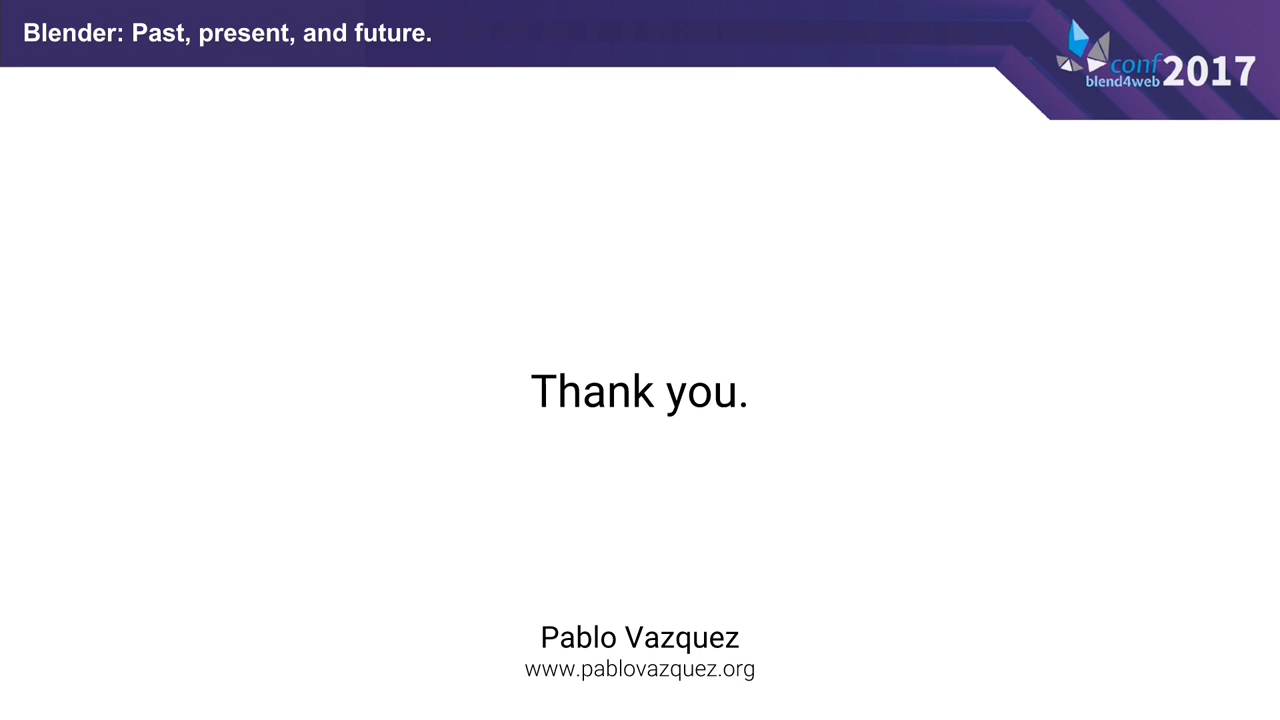 Blender: Past, present, and future.
conf
blend4web 2017
Thank you.
Pablo Vazquez
www.pablovazquez.org